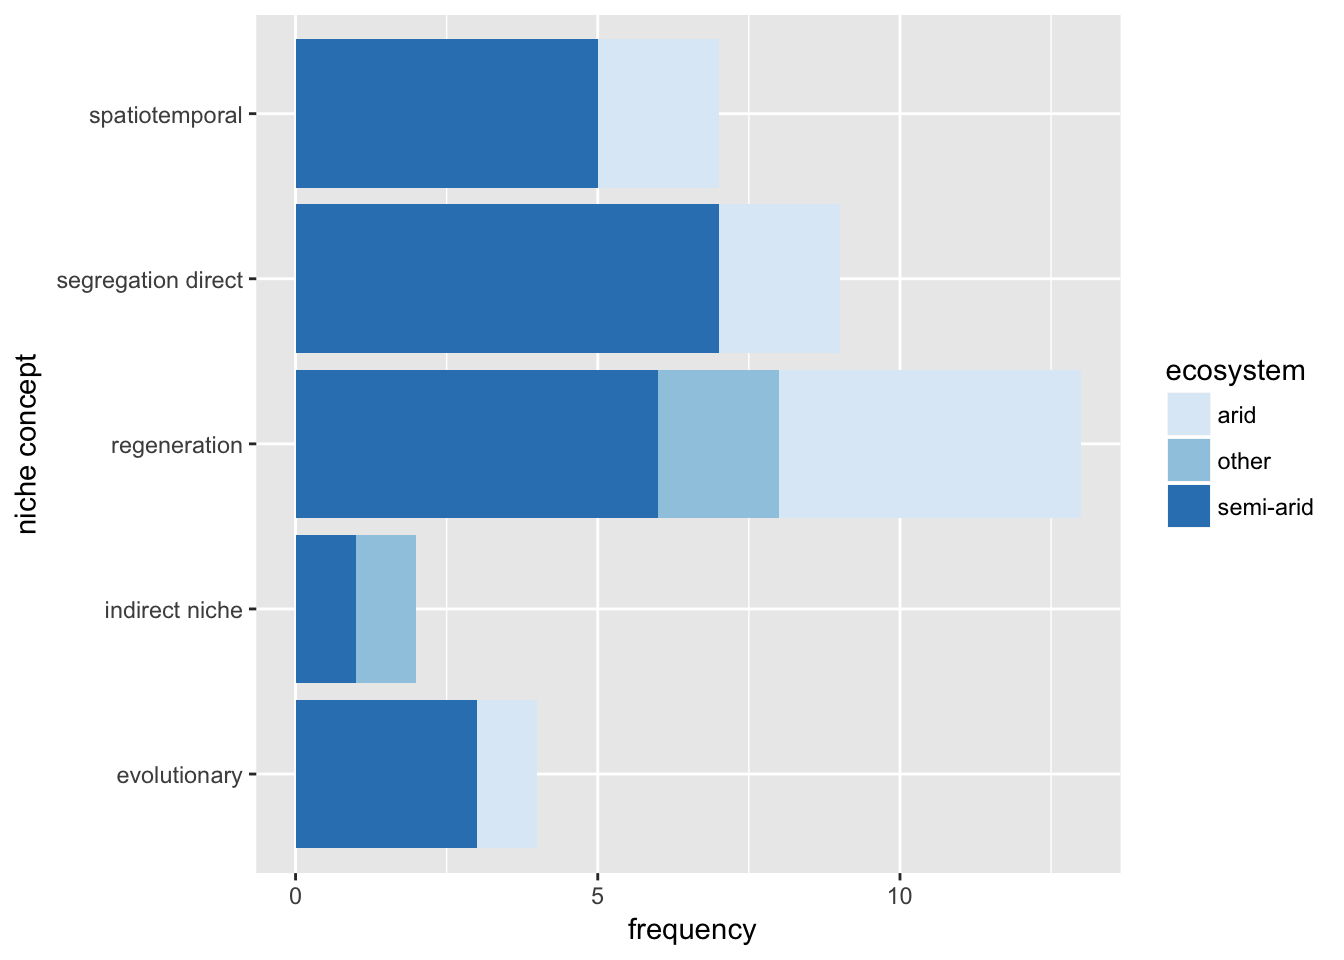 spatiotemporal
segregation direct
regeneration
indirect niche
evolutionary
niche concept
0
5
10
frequency
ecosystem
arid
other
semi-arid